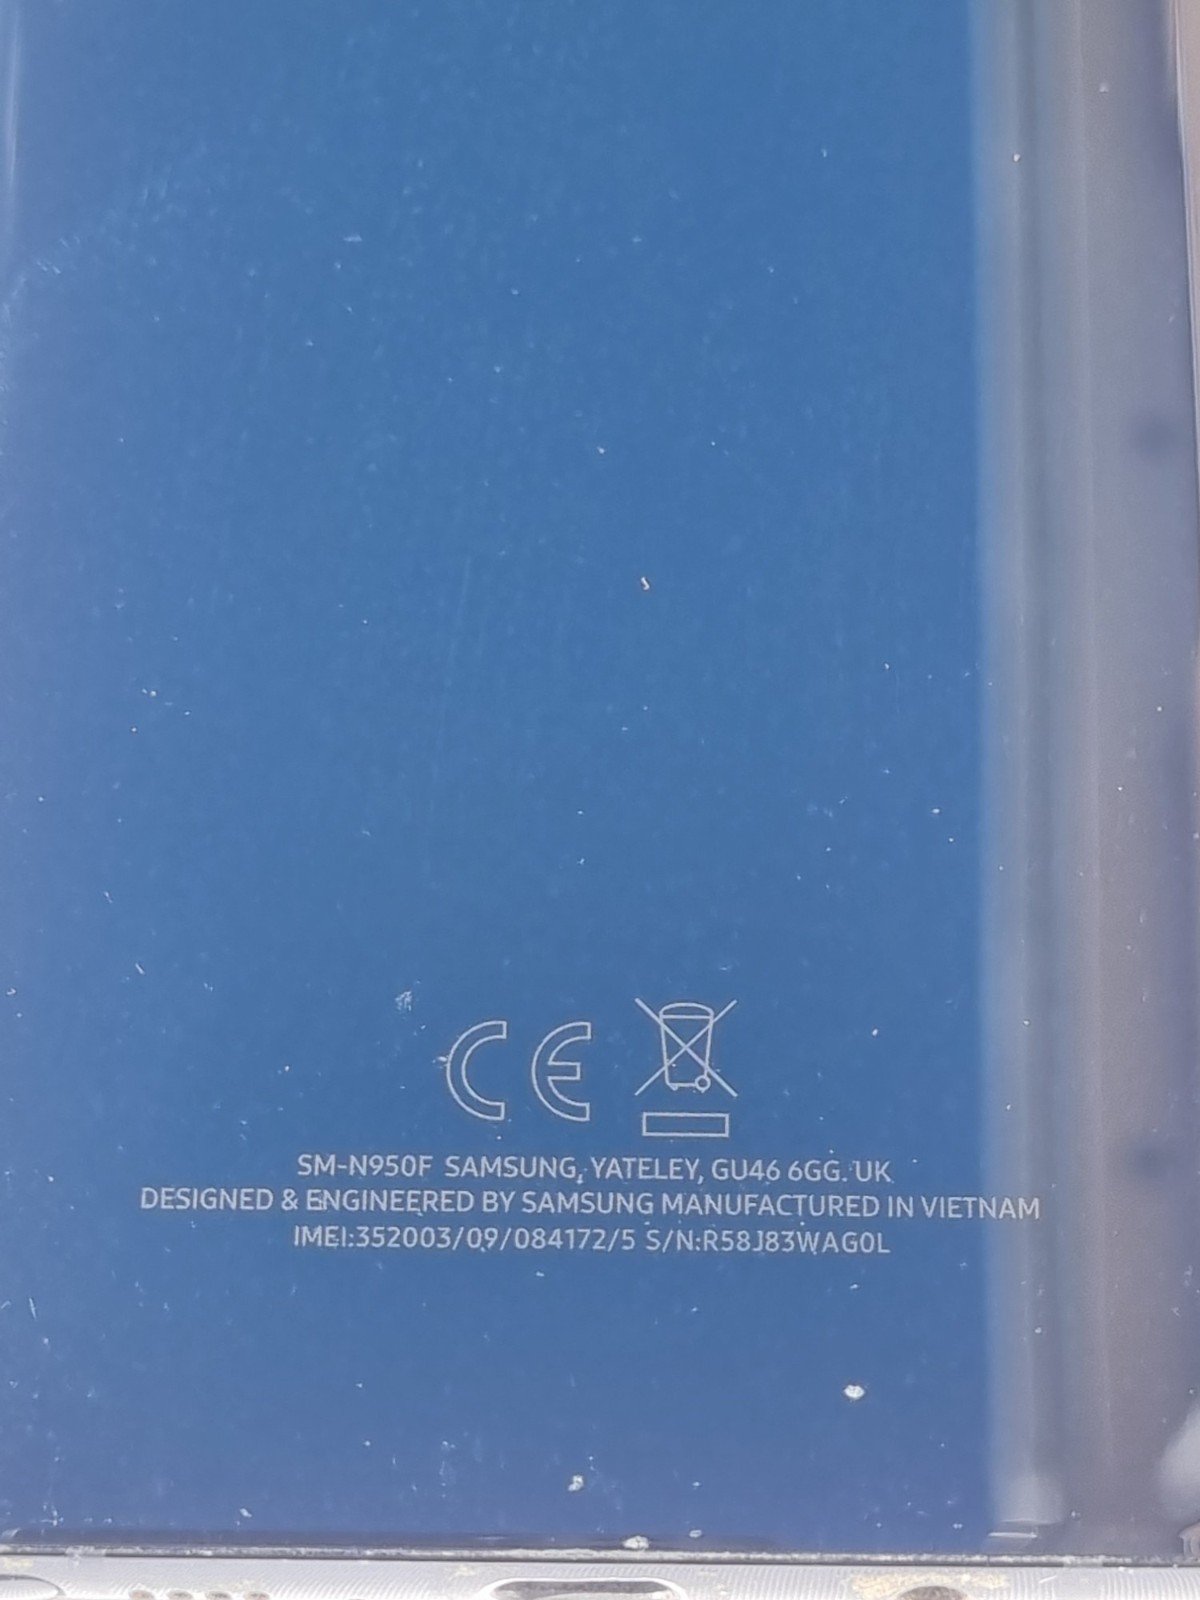 CE
SM-N950F SAMSUNG, YATELEY, GU46 6GG. UK
DESIGNED & ENGINEERED BY SAMSUNG MANUFACTURED IN VIETNAM
IMEI:352003/09/084172/5 S/N:R58J83WAG0L